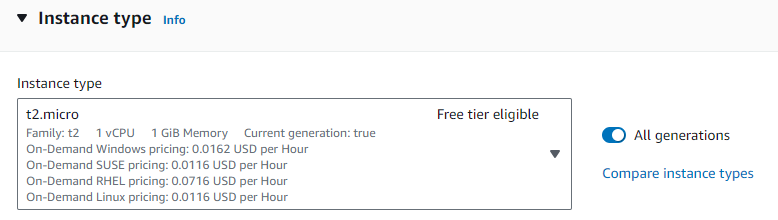 Instance type Info
Instance type
t2.micro Free tier eligible
Family: t2 1 vCPU 1 GiB Memory Current generation: true
On-Demand Windows pricing: 0.0162 USD per Hour
On-Demand SUSE pricing: 0.0116 USD per Hour
On-Demand RHEL pricing: 0.0716 USD per Hour
On-Demand Linux pricing: 0.0116 USD per Hour
All generations
Compare instance types